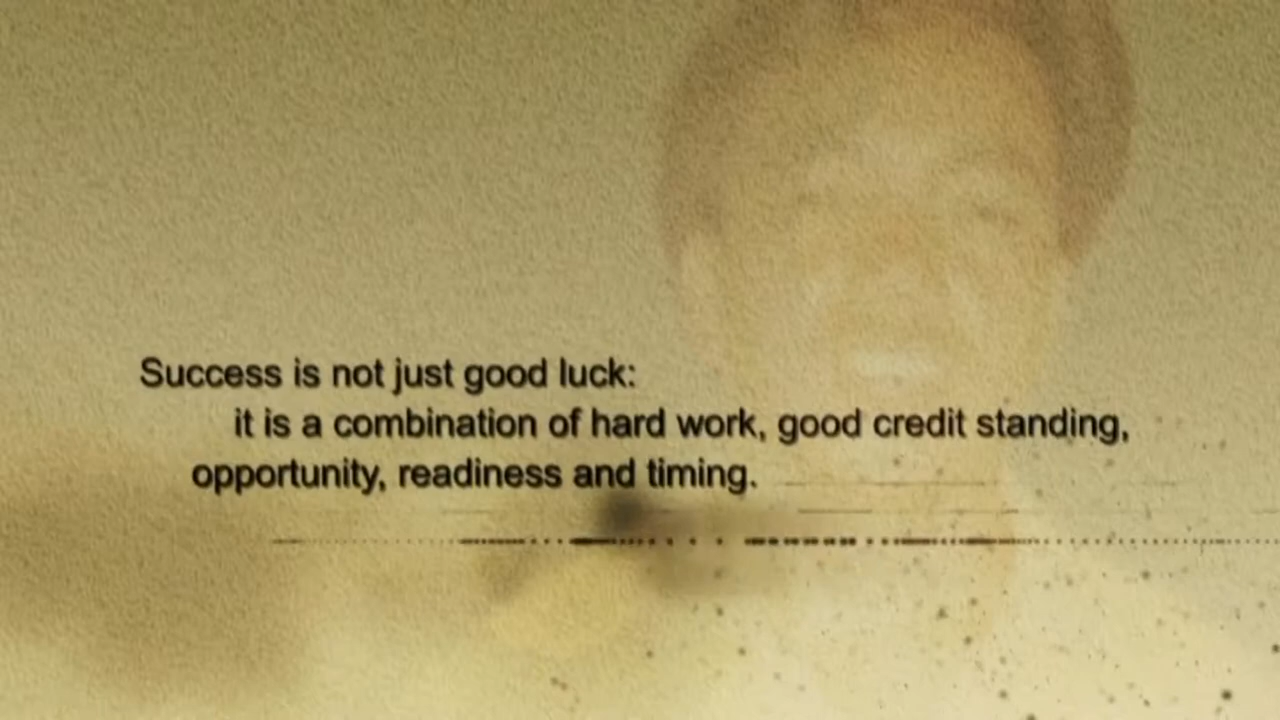 Success is not just good luck:
it is a combination of hard work, good credit standing,
opportunity, readiness and timing.